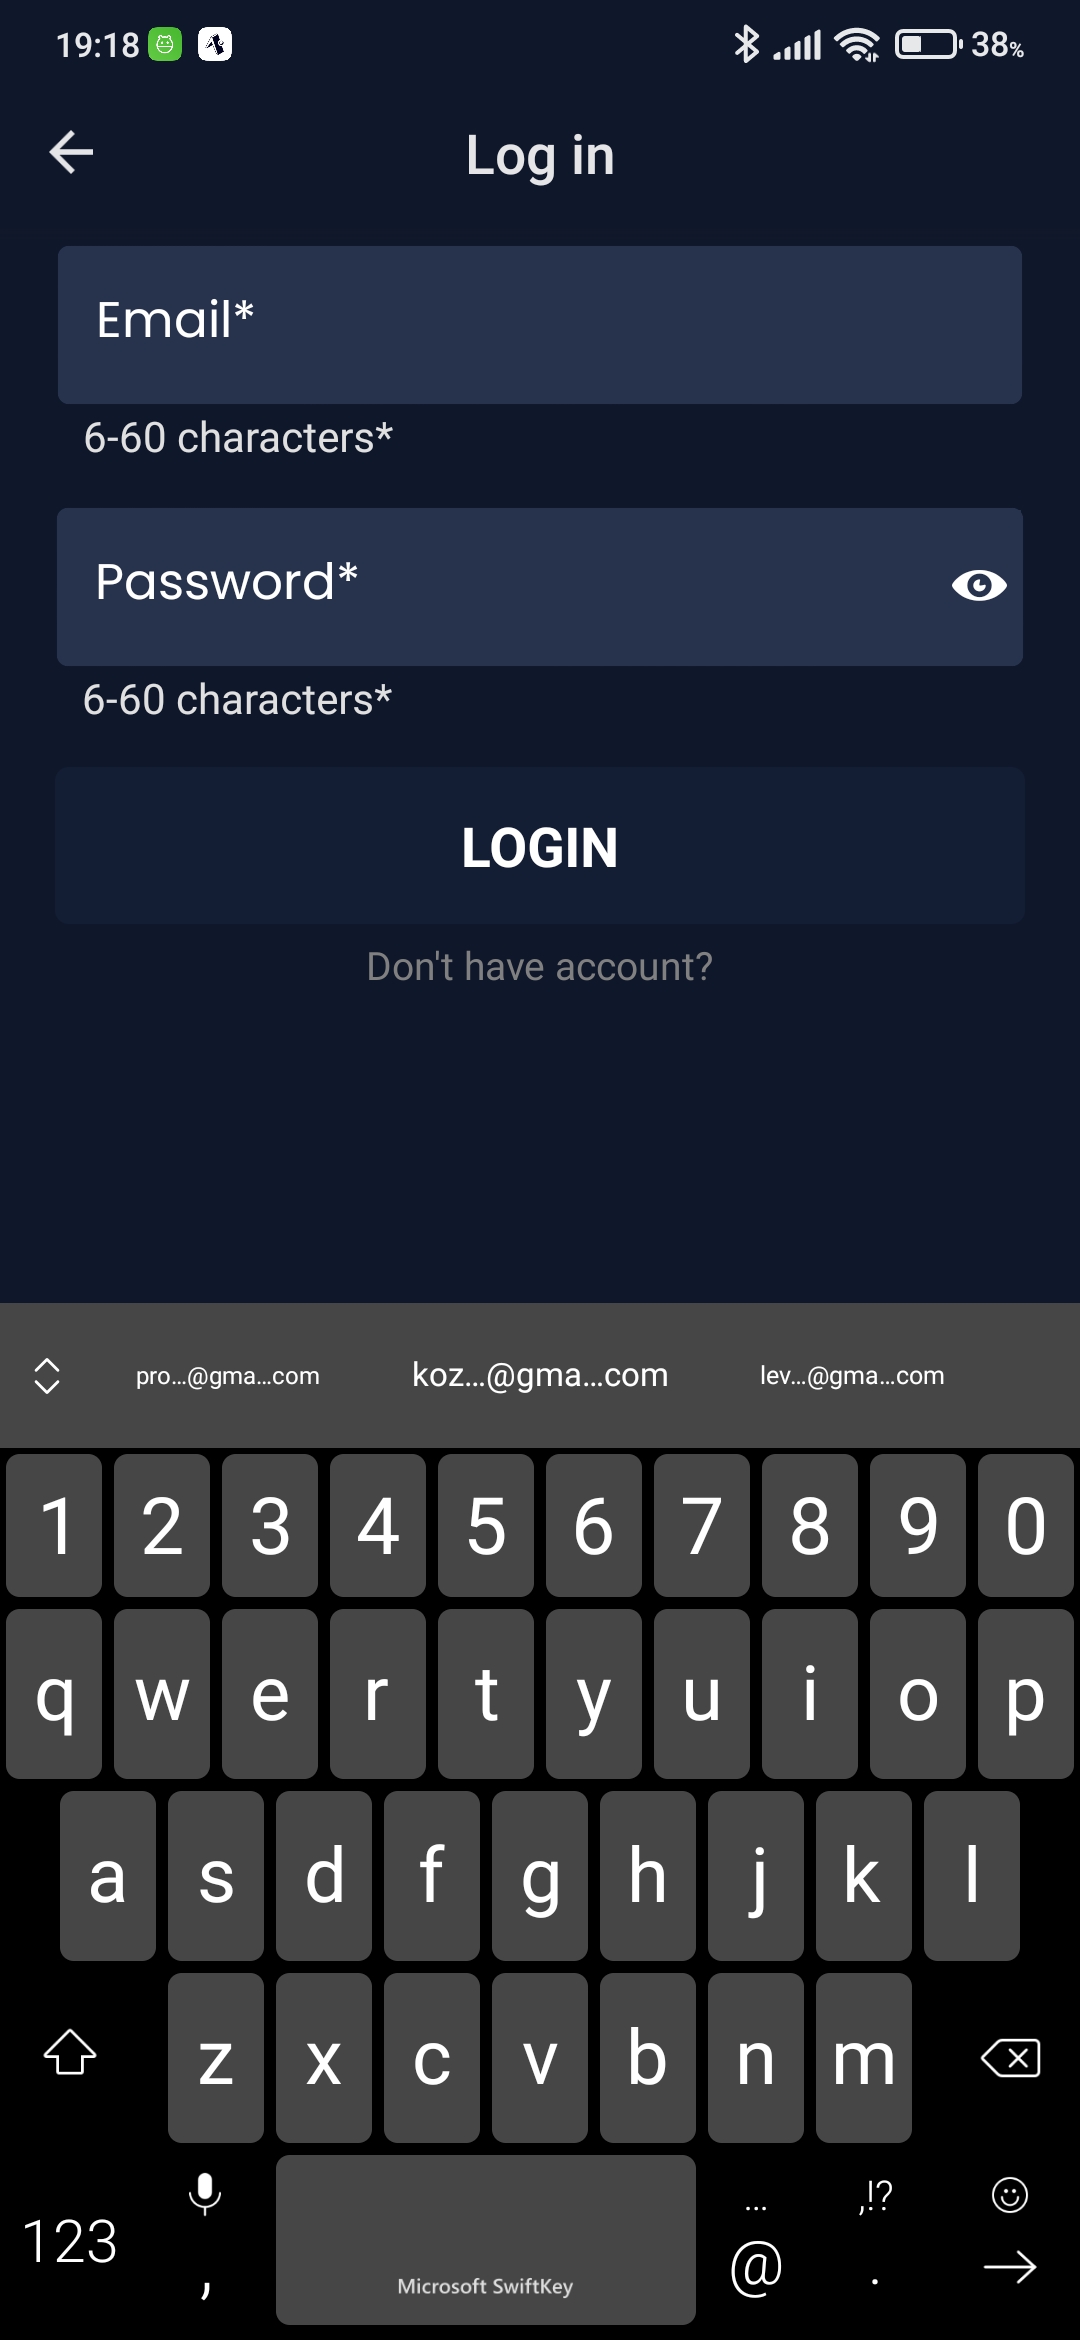 19:18 38%
Log in
Email*
6-60 characters*
Password*
6-60 characters*
LOGIN
Don't have account?
pro...@gma...com koz...@gma...com lev...@gma...com
1 2 3 4 5 6 7 8 9 0
q w e r t y u i o p
a s d f g h j k l
z x c v b n m
... ,!?
123 , Microsoft SwiftKey @ .